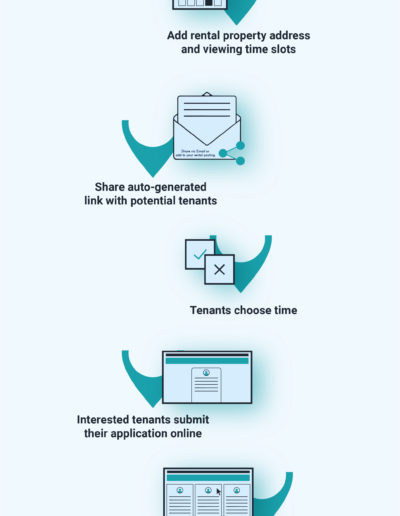 Add rental property address
and viewing time slots
Share via Email or
add to your rental posting
Share auto-generated
link with potential tenants
Tenants choose time
Interested tenants submit
their application online